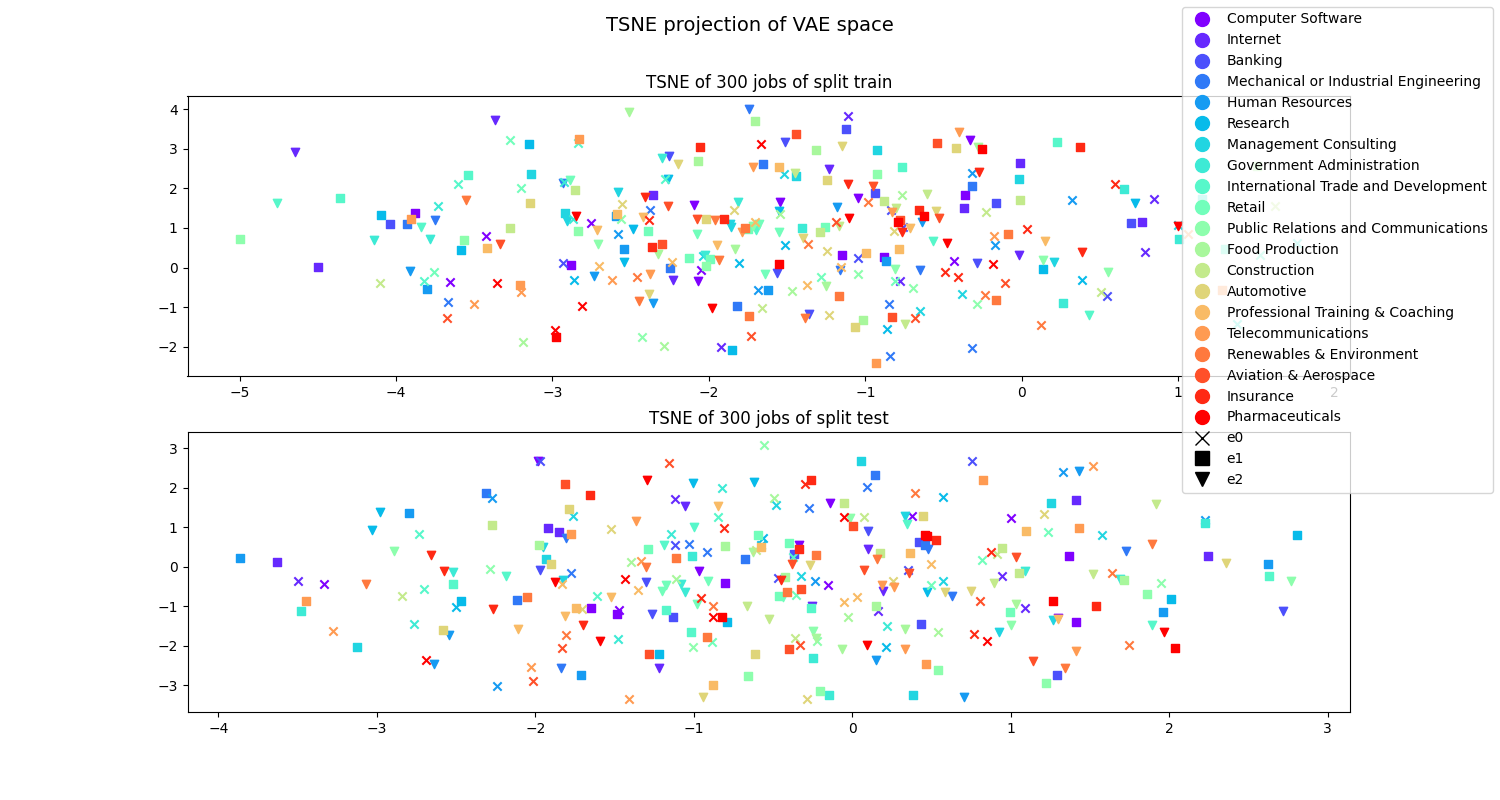 TSNE projection of VAE space
TSNE of 300 jobs of split train
4
3
2
1
0
−1
−2
−5
−4
−3
−2
−1
0
1
2
TSNE of 300 jobs of split test
3
2
1
0
−1
−2
−3
−4
−3
−2
−1
0
1
2
3
Computer Software
Internet
Banking
Mechanical or Industrial Engineering
Human Resources
Research
Management Consulting
Government Administration
International Trade and Development
Retail
Public Relations and Communications
Food Production
Construction
Automotive
Professional Training & Coaching
Telecommunications
Renewables & Environment
Aviation & Aerospace
Insurance
Pharmaceuticals
e0
e1
e2